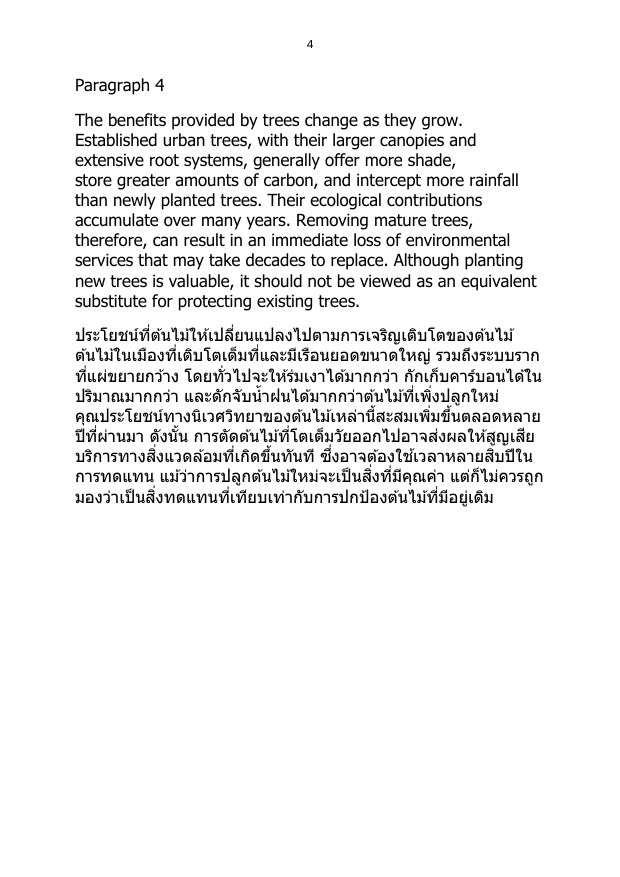 4
Paragraph 4
The benefits provided by trees change as they grow.
Established urban trees, with their larger canopies and
extensive root systems, generally offer more shade,
store greater amounts of carbon, and intercept more rainfall
than newly planted trees. Their ecological contributions
accumulate over many years. Removing mature trees,
therefore, can result in an immediate loss of environmental
services that may take decades to replace. Although planting
new trees is valuable, it should not be viewed as an equivalent
substitute for protecting existing trees.
ประโยชน์ที่ต้นไม้ให้เปลี่ยนแปลงไปตามการเจริญเติบโตของต้นไม้
ต้นไม้ในเมืองที่เติบโตเต็มที่และมีเรือนยอดขนาดใหญ่ รวมถึงระบบราก
ที่แผ่ขยายกว้าง โดยทั่วไปจะให้ร่มเงาได้มากกว่า กักเก็บคาร์บอนได้ใน
ปริมาณมากกว่า และดักจับน้ำฝนได้มากกว่าต้นไม้ที่เพิ่งปลูกใหม่
คุณประโยชน์ทางนิเวศวิทยาของต้นไม้เหล่านี้สะสมเพิ่มขึ้นตลอดหลาย
ปีที่ผ่านมา ดังนั้น การตัดต้นไม้ที่โตเต็มวัยออกไปอาจส่งผลให้สูญเสีย
บริการทางสิ่งแวดล้อมที่เกิดขึ้นทันที ซึ่งอาจต้องใช้เวลาหลายสิบปีใน
การทดแทน แม้ว่าการปลูกต้นไม้ใหม่จะเป็นสิ่งที่มีคุณค่า แต่ก็ไม่ควรถูก
มองว่าเป็นสิ่งทดแทนที่เทียบเท่ากับการปกป้องต้นไม้ที่มีอยู่เดิม